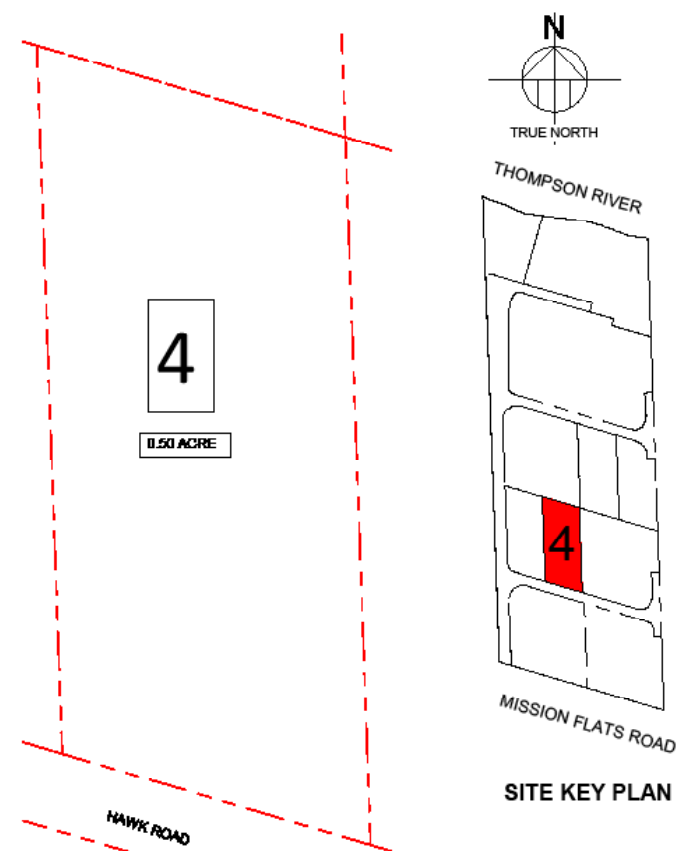 N
TRUE NORTH
THOMPSON RIVER
4
0.50 ACRE
4
MISSION FLATS ROAD
SITE KEY PLAN
HAWK ROAD